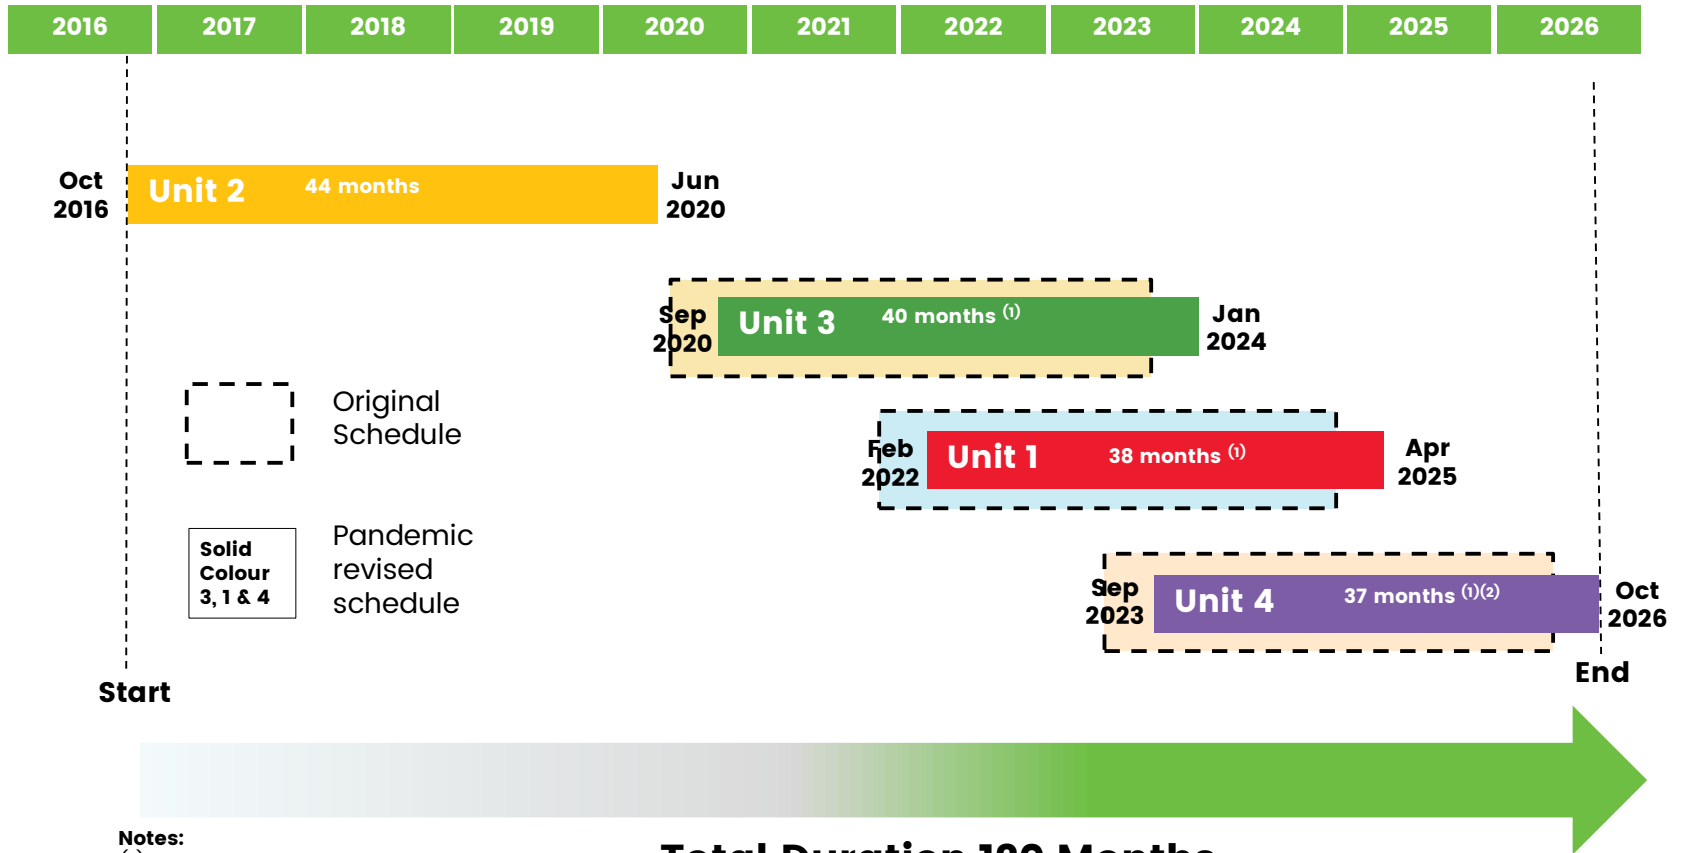 2016 2017 2018 2019 2020 2021 2022 2023 2024 2025 2026
Oct
2016
Unit 2 44 months
Jun
2020
Sep
2020
Unit 3 40 months (1)
Jan
2024
Original
Schedule
Feb
2022
Unit 1 38 months (1)
Apr
2025
Solid
Colour
3, 1 & 4
Pandemic
revised
schedule
Sep
2023
Unit 4 37 months (1)(2)
Oct
2026
Start
End
Notes:
Total Duration Months